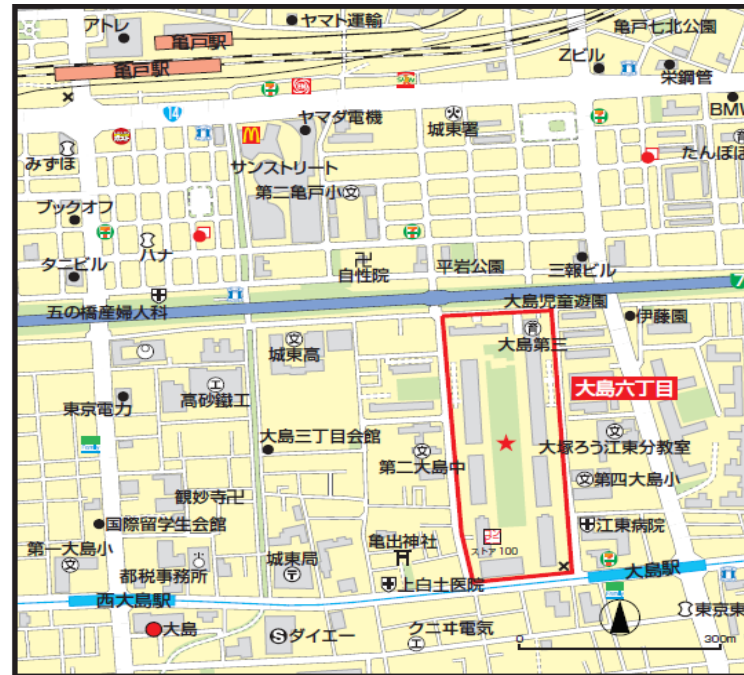 アトレ
ヤマト運輸
亀戸七北公園
亀戸駅
Zビル
亀戸駅
栄鋼管
BMW
14
ヤマダ電機
城東署
みずほ
サンストリート
たんぽぽ
第二亀戸小
ブックオフ
ハナ
自性院
平岩公園
三報ビル
タニビル
7
五の橋産婦人科
大島児童遊園
伊藤園
城東高
大島第三
高砂鐵工
大島六丁目
東京電力
大島三丁目会館
大塚ろう江東分教室
第二大島中
第四大島小
観妙寺
国際留学生会館
江東病院
第一大島小
亀出神社
ストア100
城東局
都税事務所
大島駅
上白土医院
西大島駅
大島
ダイエー
クニヰ電気
東京東
0
300m